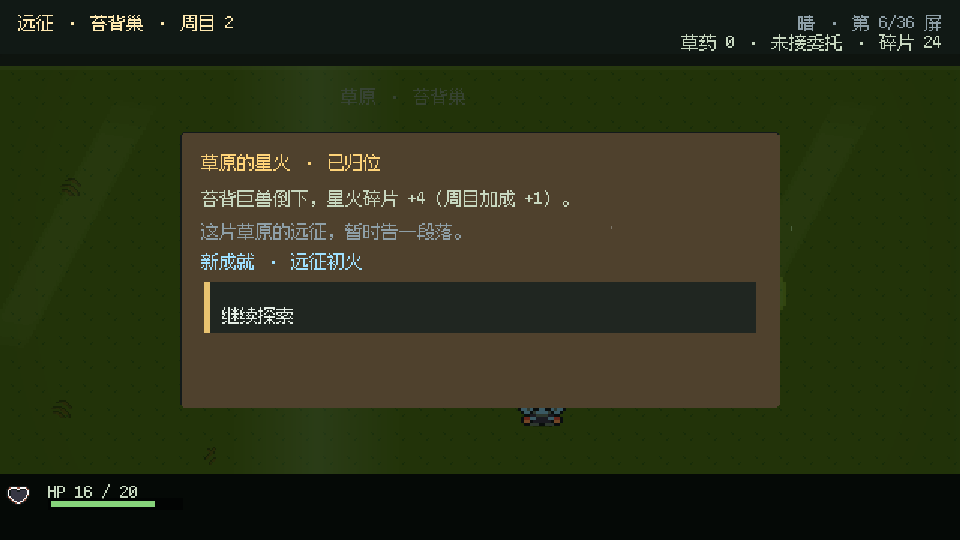 远征 · 苔背巢 · 周目 2
暗 · 第 6/36 屏
草药 0 · 未接委托 · 碎片 24
草原 · 苔背巢
草原的星火 · 已归位
苔背巨兽倒下，星火碎片 +4（周目加成 +1）。
这片草原的远征，暂时告一段落。
新成就 · 远征初火
继续探索
HP 16 / 20